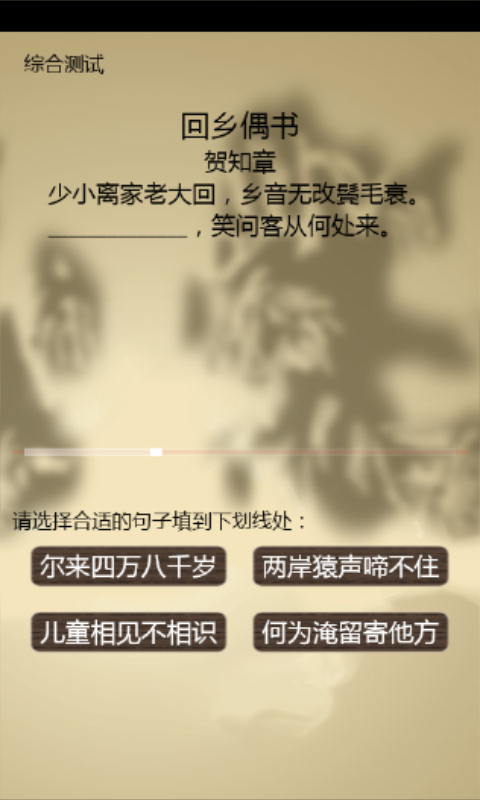 综合测试
回乡偶书
贺知章
少小离家老大回，乡音无改鬓毛衰。
____________，笑问客从何处来。
请选择合适的句子填到下划线处：
尔来四万八千岁 两岸猿声啼不住
儿童相见不相识 何为淹留寄他方